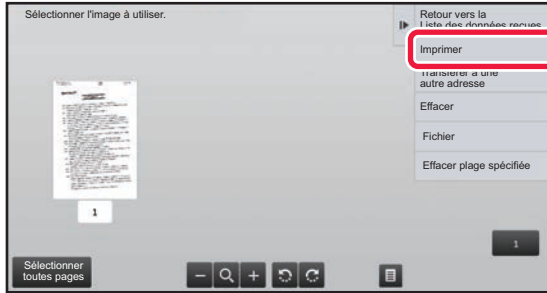 Sélectionner l'image à utiliser.
Retour vers la
Liste des données reçues
Imprimer
Transférer à une
autre adresse
Effacer
Fichier
Effacer plage spécifiée
1
1
Sélectionner
toutes pages